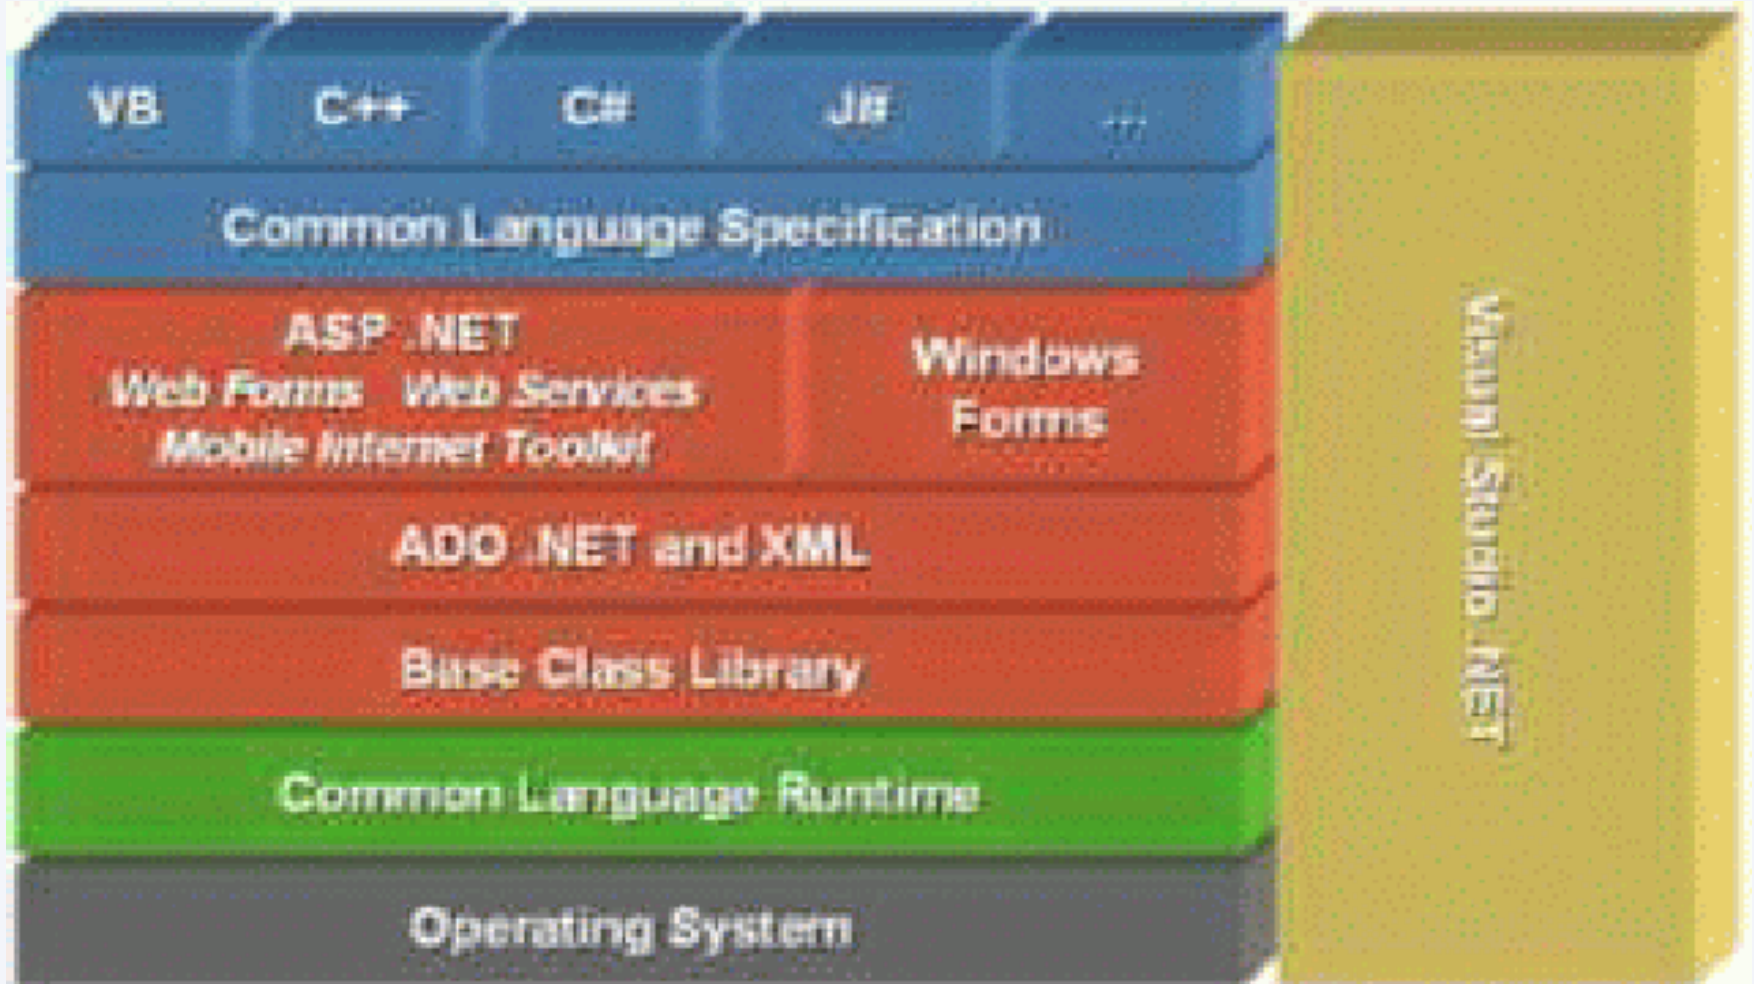 VB C++ C# J# ...
Common Language Specification
ASP .NET
Web Forms Web Services
Mobile Internet Toolkit
Windows
Forms
ADO .NET and XML
Base Class Library
Common Language Runtime
Operating System
Visual Studio .NET